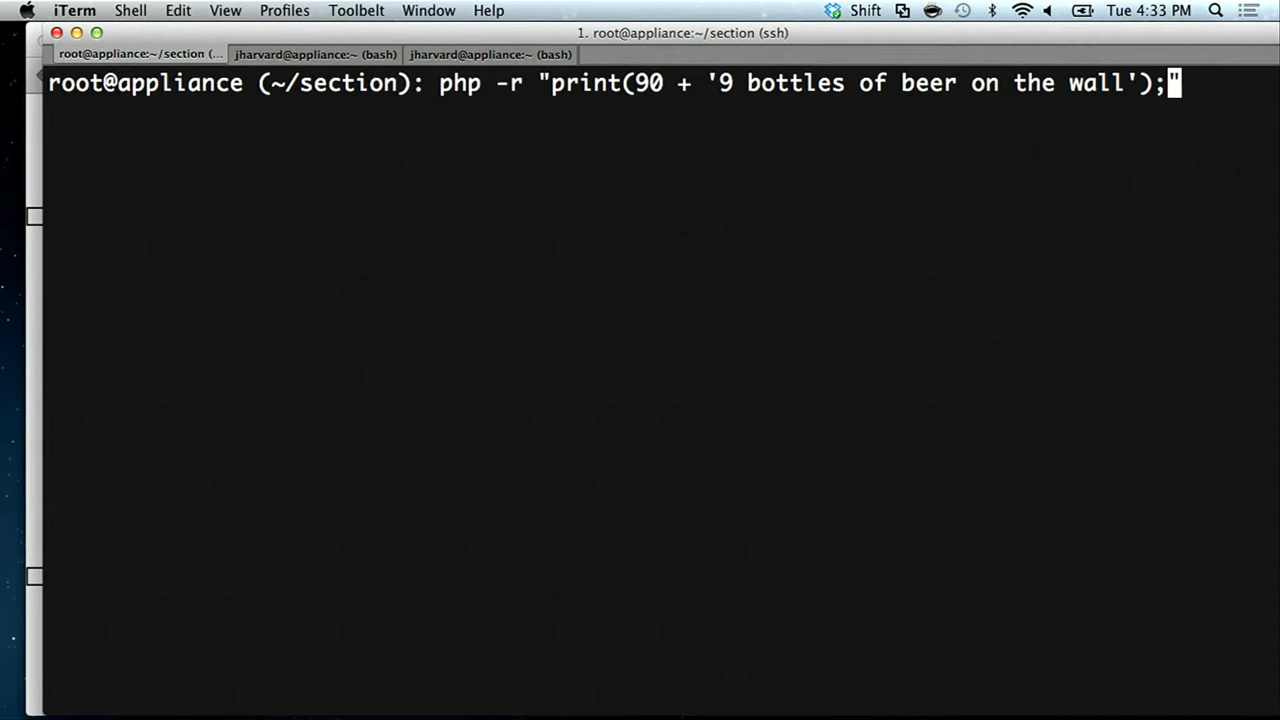 iTerm Shell Edit View Profiles Toolbelt Window Help Shift Tue 4:33 PM
1. root@appliance:~/section (ssh)
root@appliance:~/section (... jharvard@appliance:~ (bash) jharvard@appliance:~ (bash)
root@appliance (~/section): php -r "print(90 + '9 bottles of beer on the wall');"